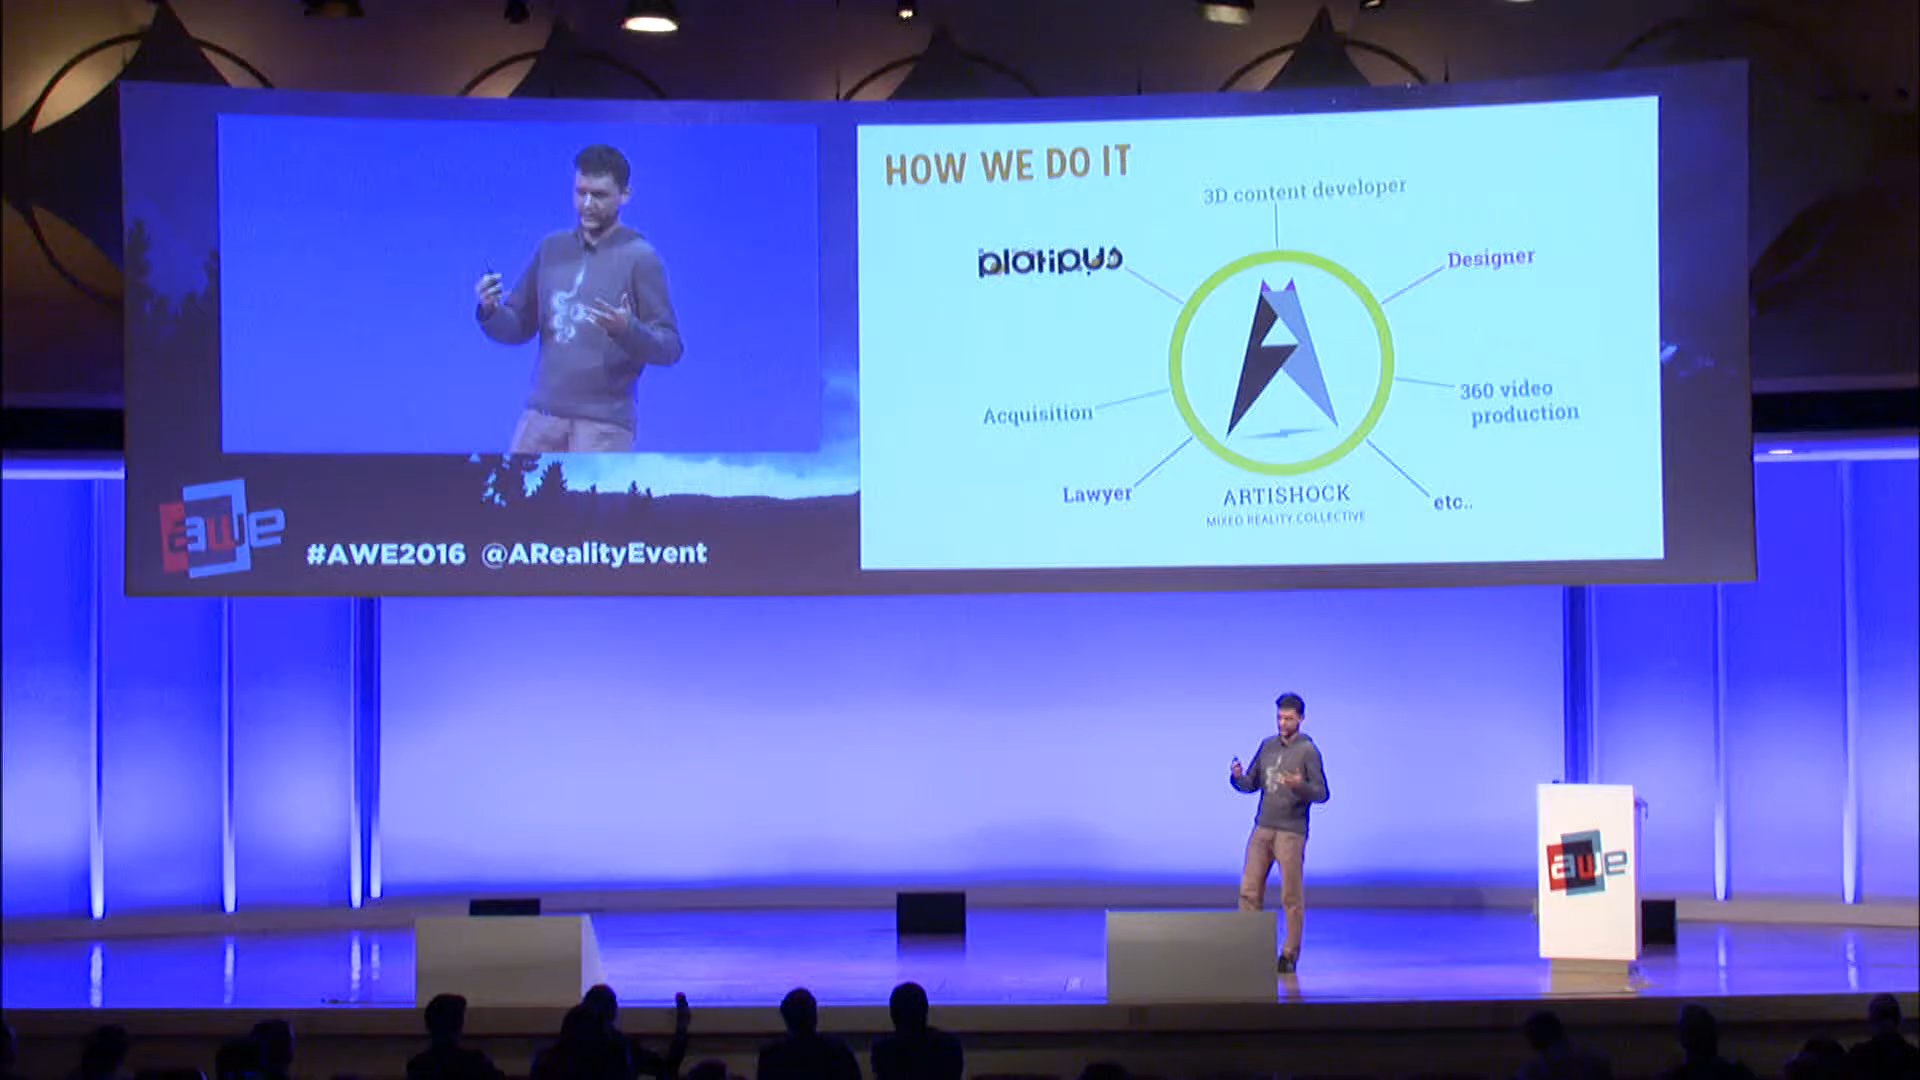 HOW WE DO IT
3D content developer
platipus
Designer
360 video
production
Acquisition
Lawyer
ARTISHOCK
MIXED REALITY COLLECTIVE
etc..
awe
#AWE2016 @ARealityEvent
awe